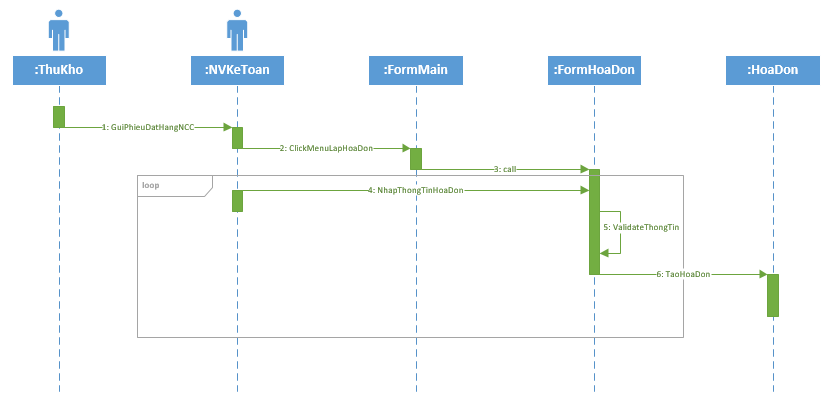 :ThuKho
:NVKeToan
:FormMain
:FormHoaDon
:HoaDon
1: GuiPhieuDatHangNCC
2: ClickMenuLapHoaDon
3: call
loop
4: NhapThongTinHoaDon
5: ValidateThongTin
6: TaoHoaDon